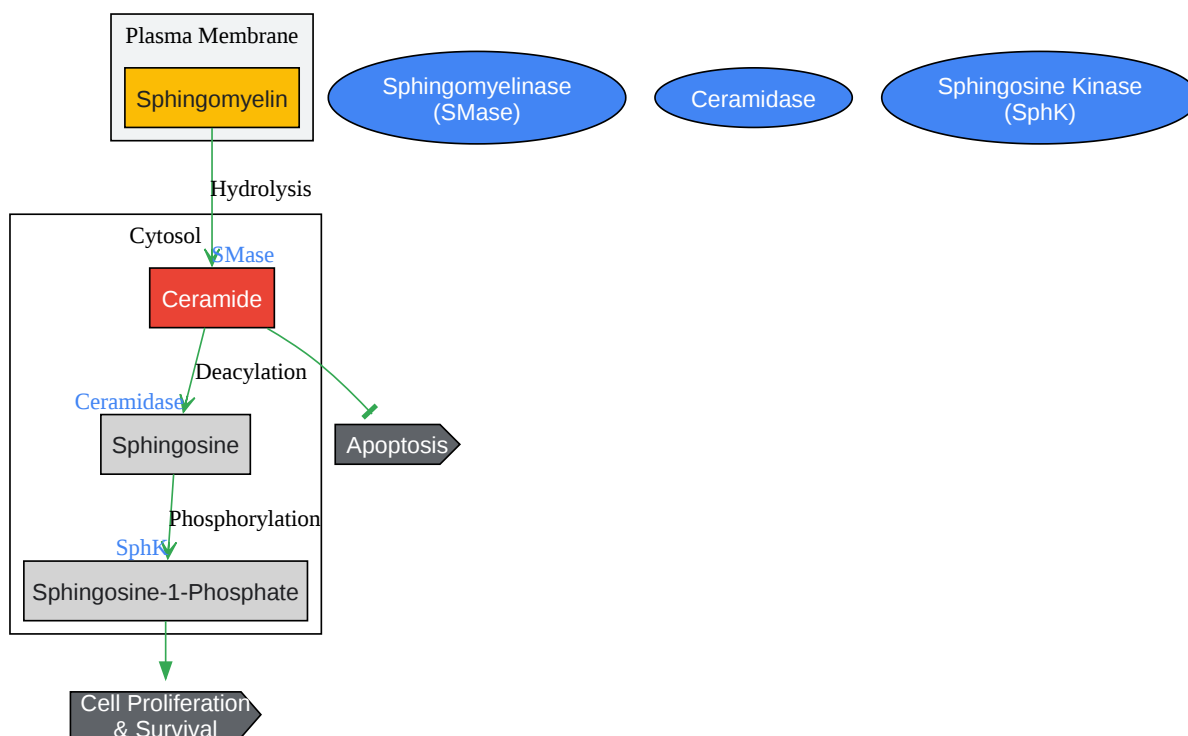 Plasma Membrane
Sphingomyelin
Sphingomyelinase
(SMase)
Ceramidase
Sphingosine Kinase
(SphK)
Hydrolysis
Cytosol
SMase
Ceramide
Deacylation
Ceramidase
Sphingosine
Apoptosis
Phosphorylation
SphK
Sphingosine-1-Phosphate
Cell Proliferation
& Survival